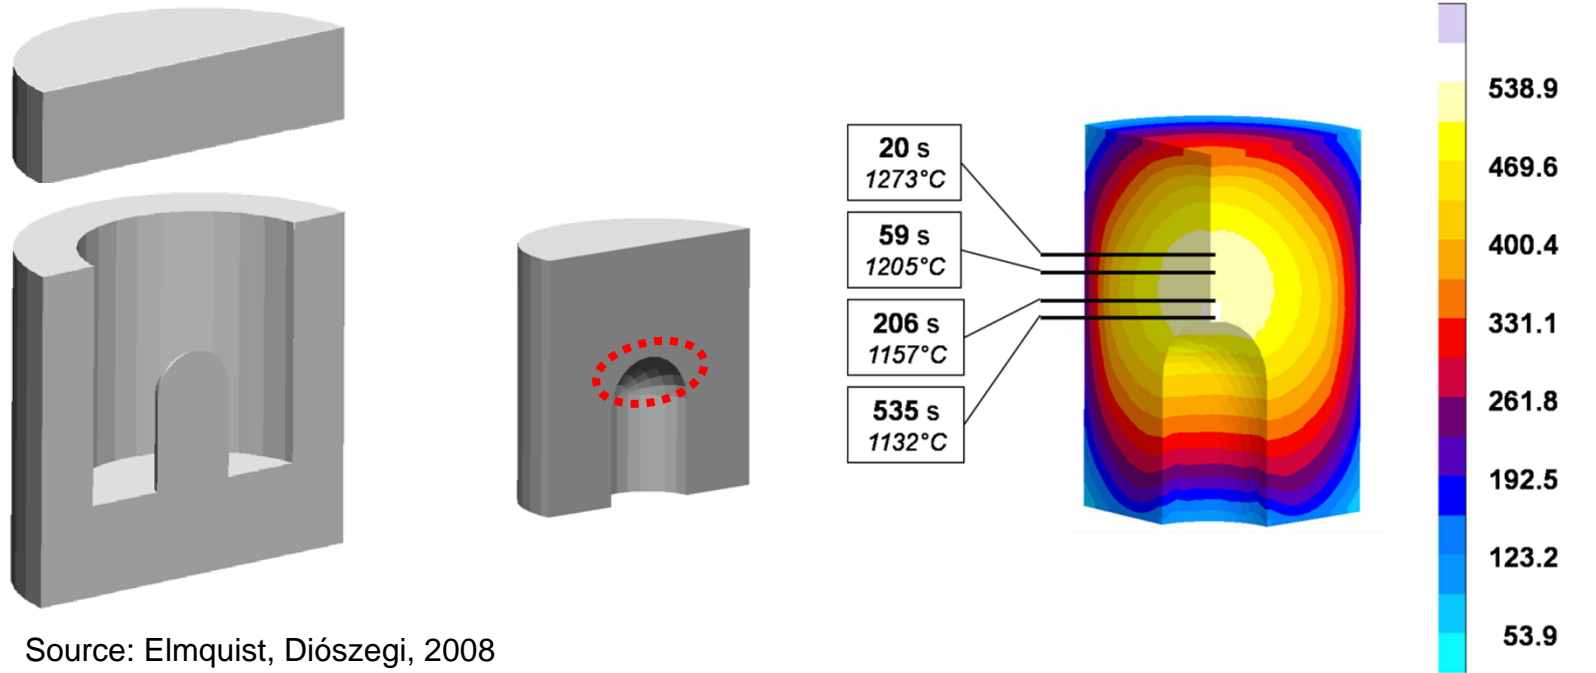 20 s
1273°C
59 s
1205°C
206 s
1157°C
535 s
1132°C
538.9
469.6
400.4
331.1
261.8
192.5
123.2
53.9
Source: Elmquist, Diószegi, 2008